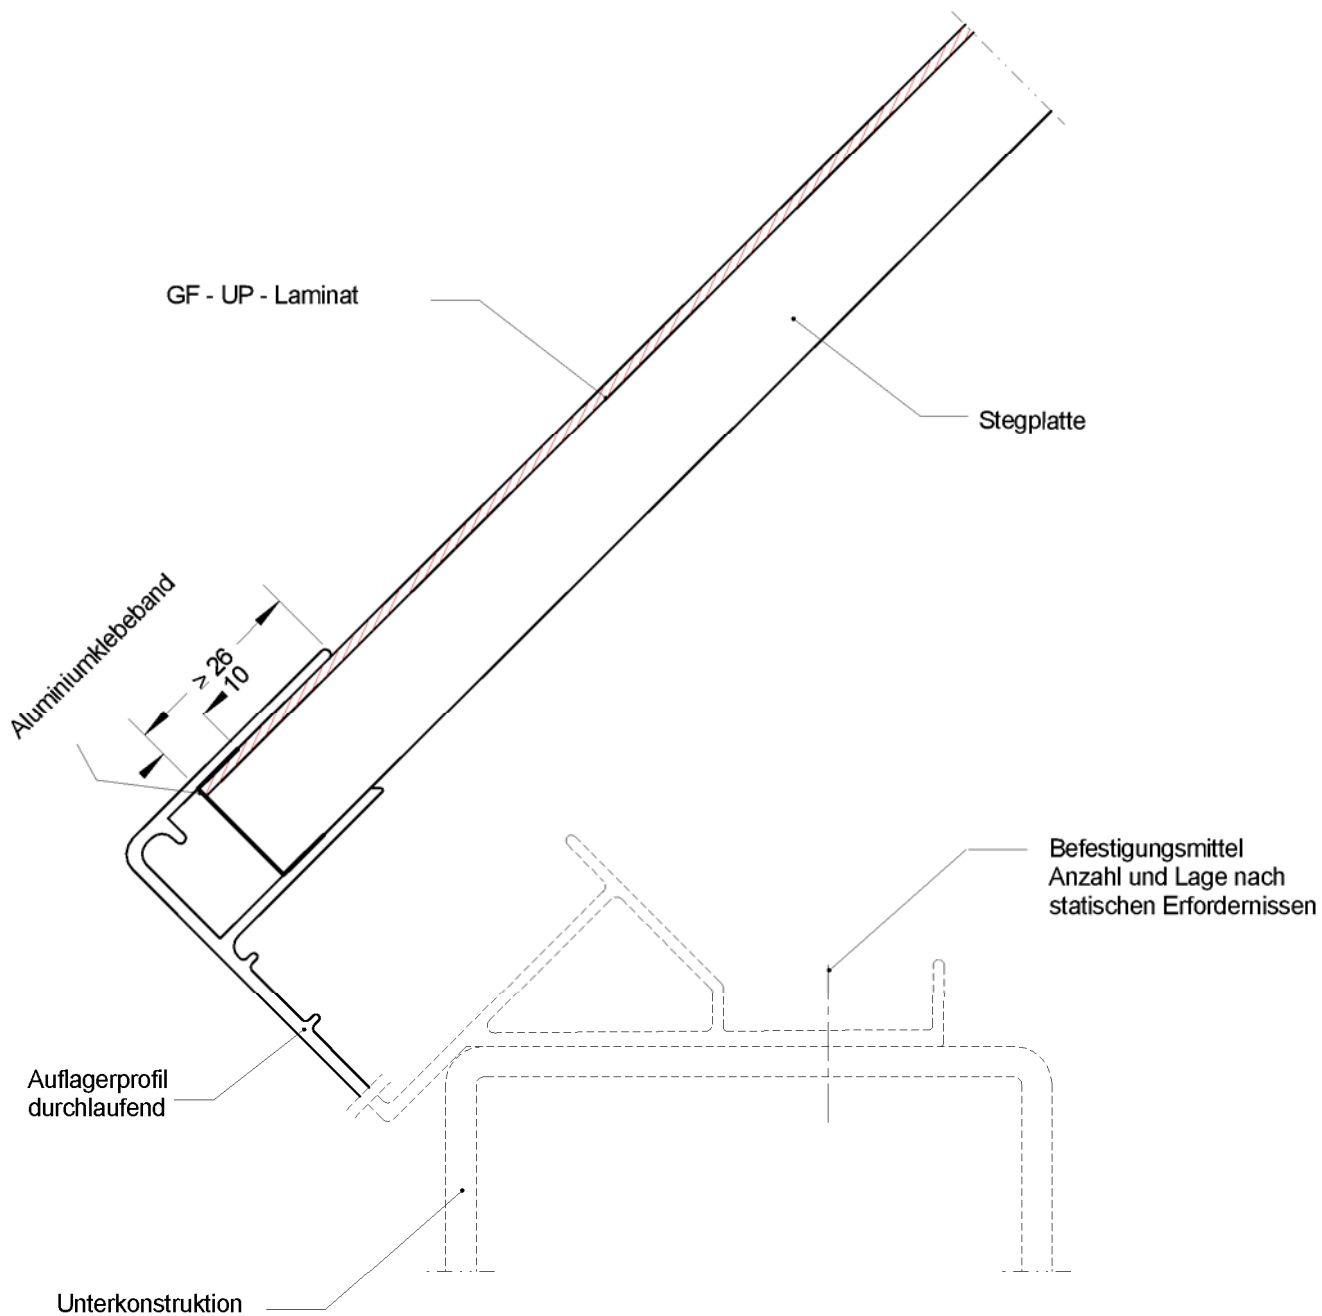 GF - UP - Laminat
Stegplatte
Aluminiumklebeband
≥ 26
10
Befestigungsmittel
Anzahl und Lage nach
statischen Erfordernissen
Auflagerprofil
durchlaufend
Unterkonstruktion